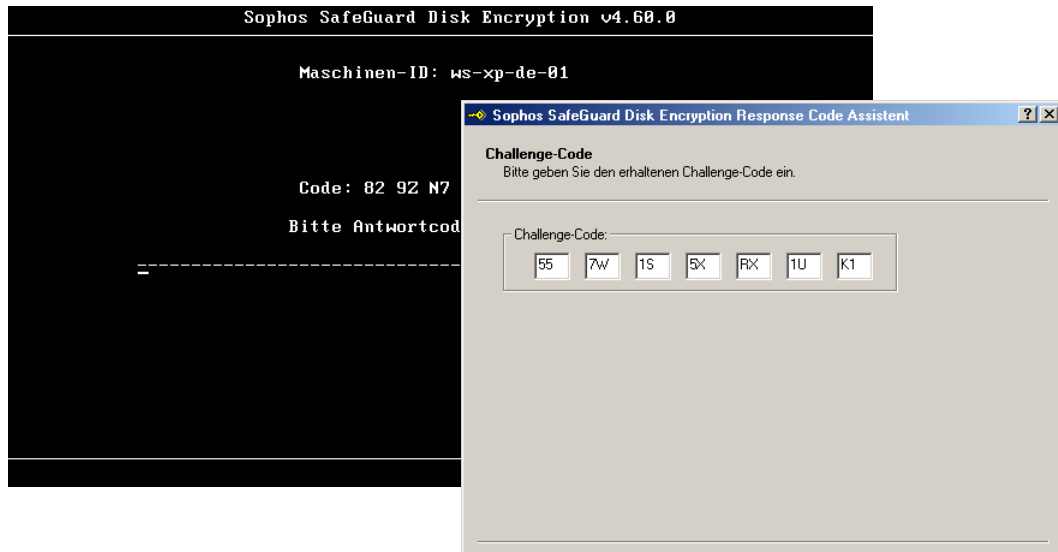 Sophos SafeGuard Disk Encryption v4.60.0
Maschinen-ID: ws-xp-de-01
Code: 82 9Z N7
Bitte Antwortcod
Sophos SafeGuard Disk Encryption Response Code Assistent
Challenge-Code
Bitte geben Sie den erhaltenen Challenge-Code ein.
Challenge-Code:
55 7W 1S 5X RX 1U K1